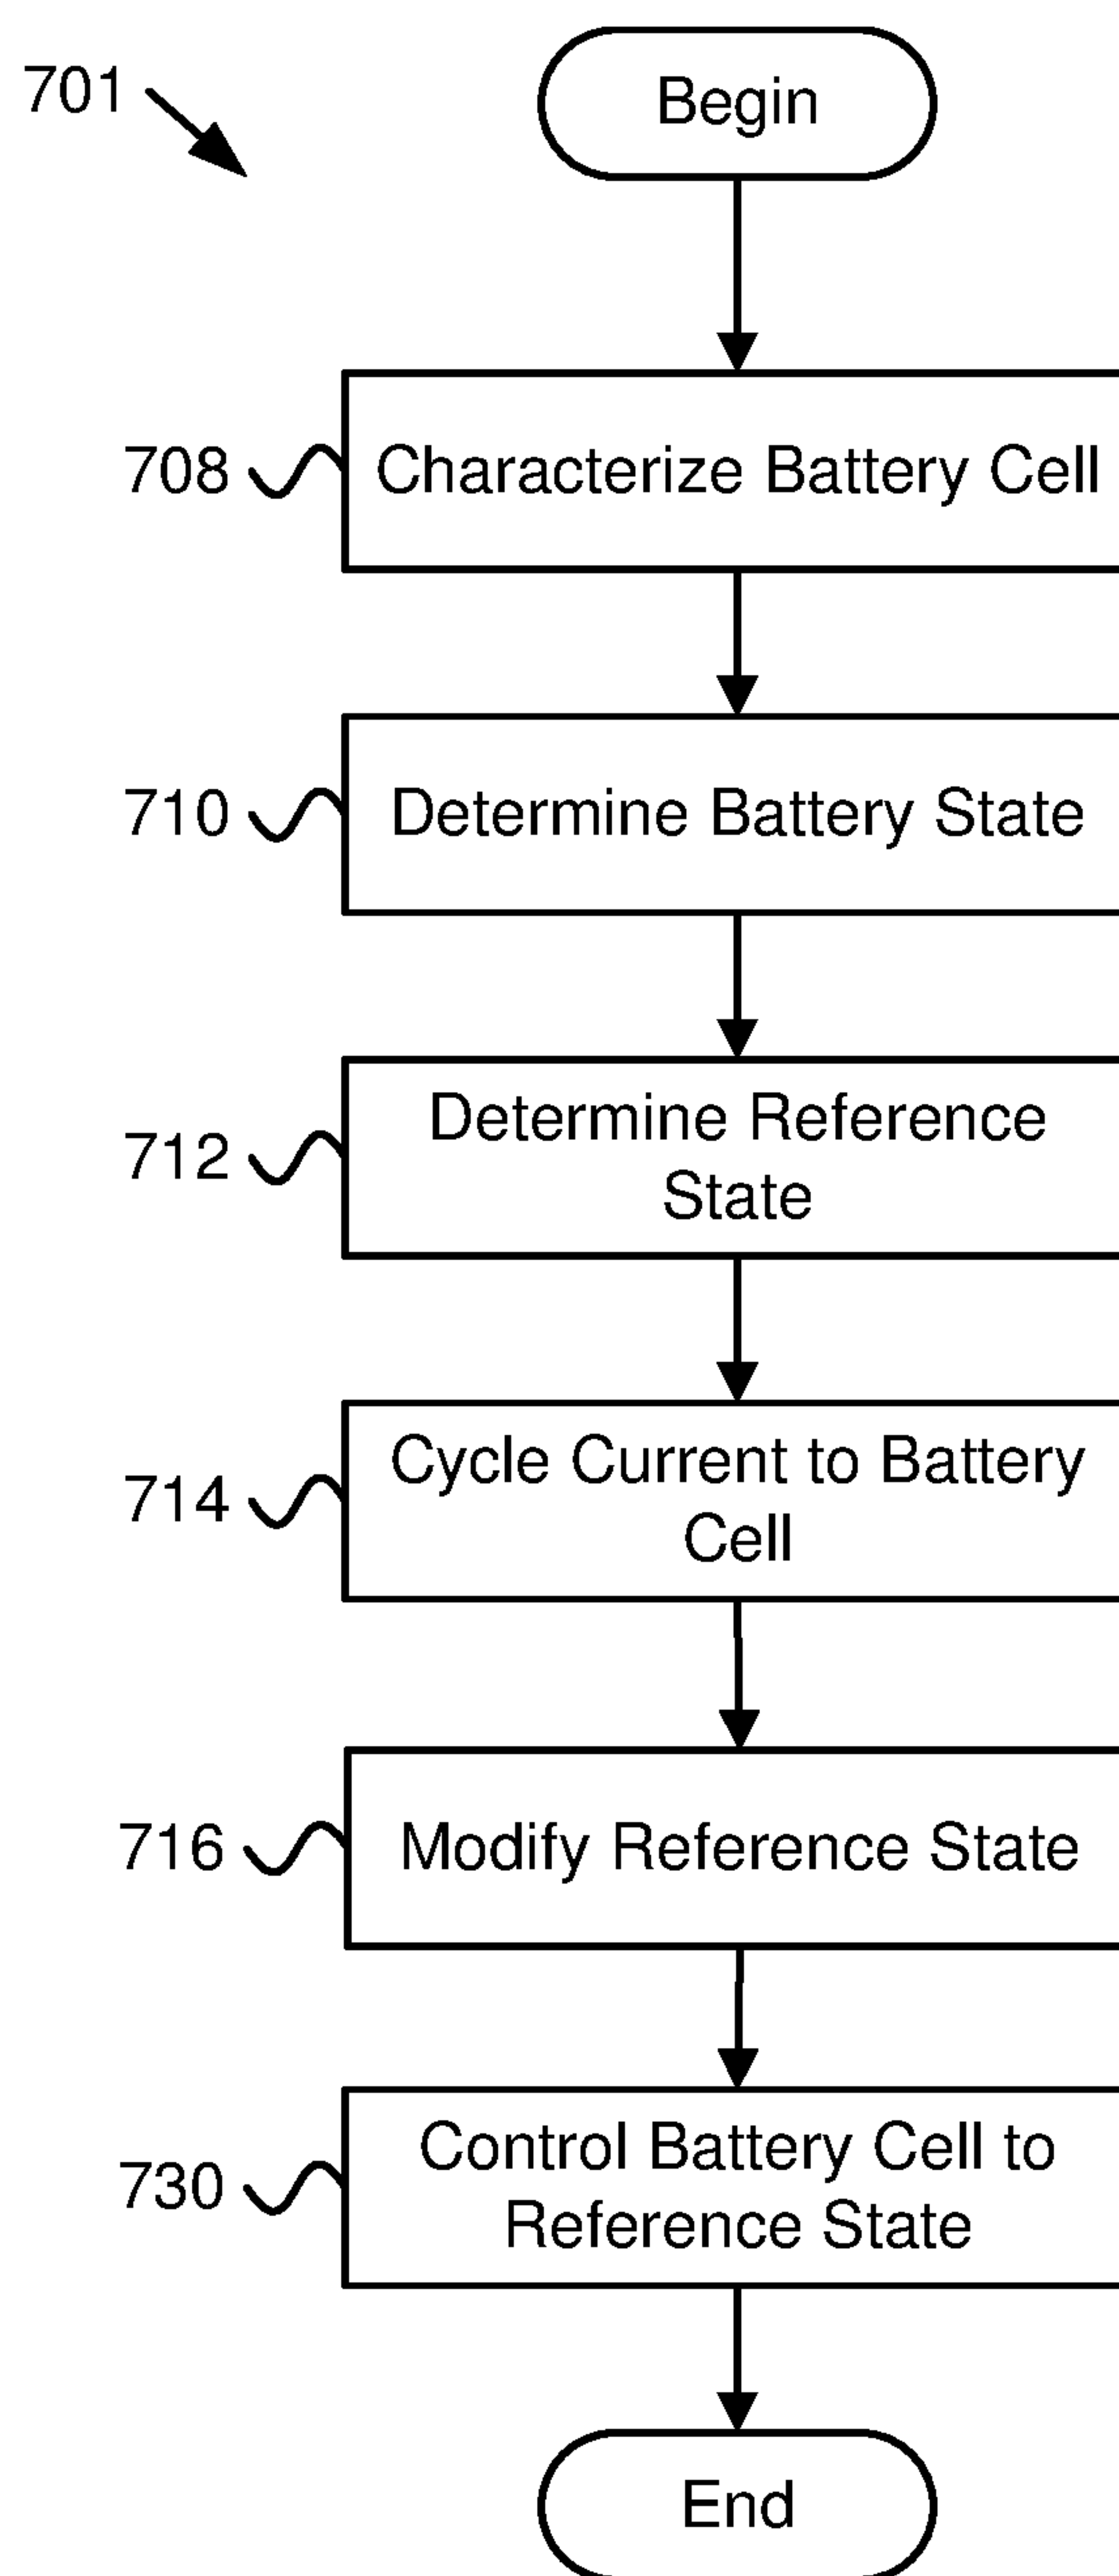 701
Begin
708
Characterize Battery Cell
710
Determine Battery State
712
Determine Reference
State
714
Cycle Current to Battery
Cell
716
Modify Reference State
730
Control Battery Cell to
Reference State
End